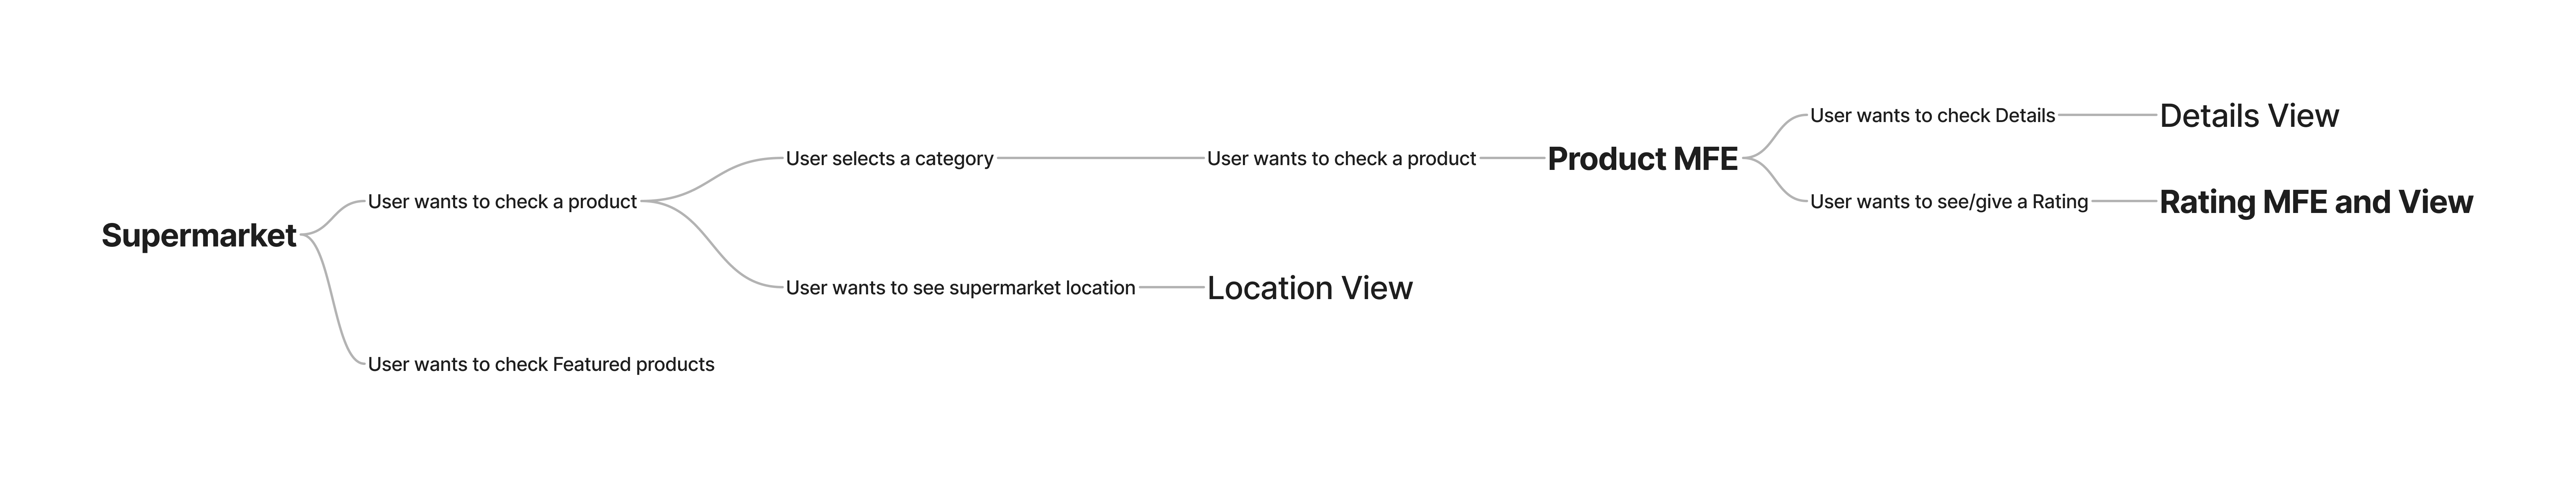 Supermarket
User wants to check a product
User selects a category
User wants to check a product
Product MFE
User wants to check Details
Details View
User wants to see/give a Rating
Rating MFE and View
User wants to see supermarket location
Location View
User wants to check Featured products